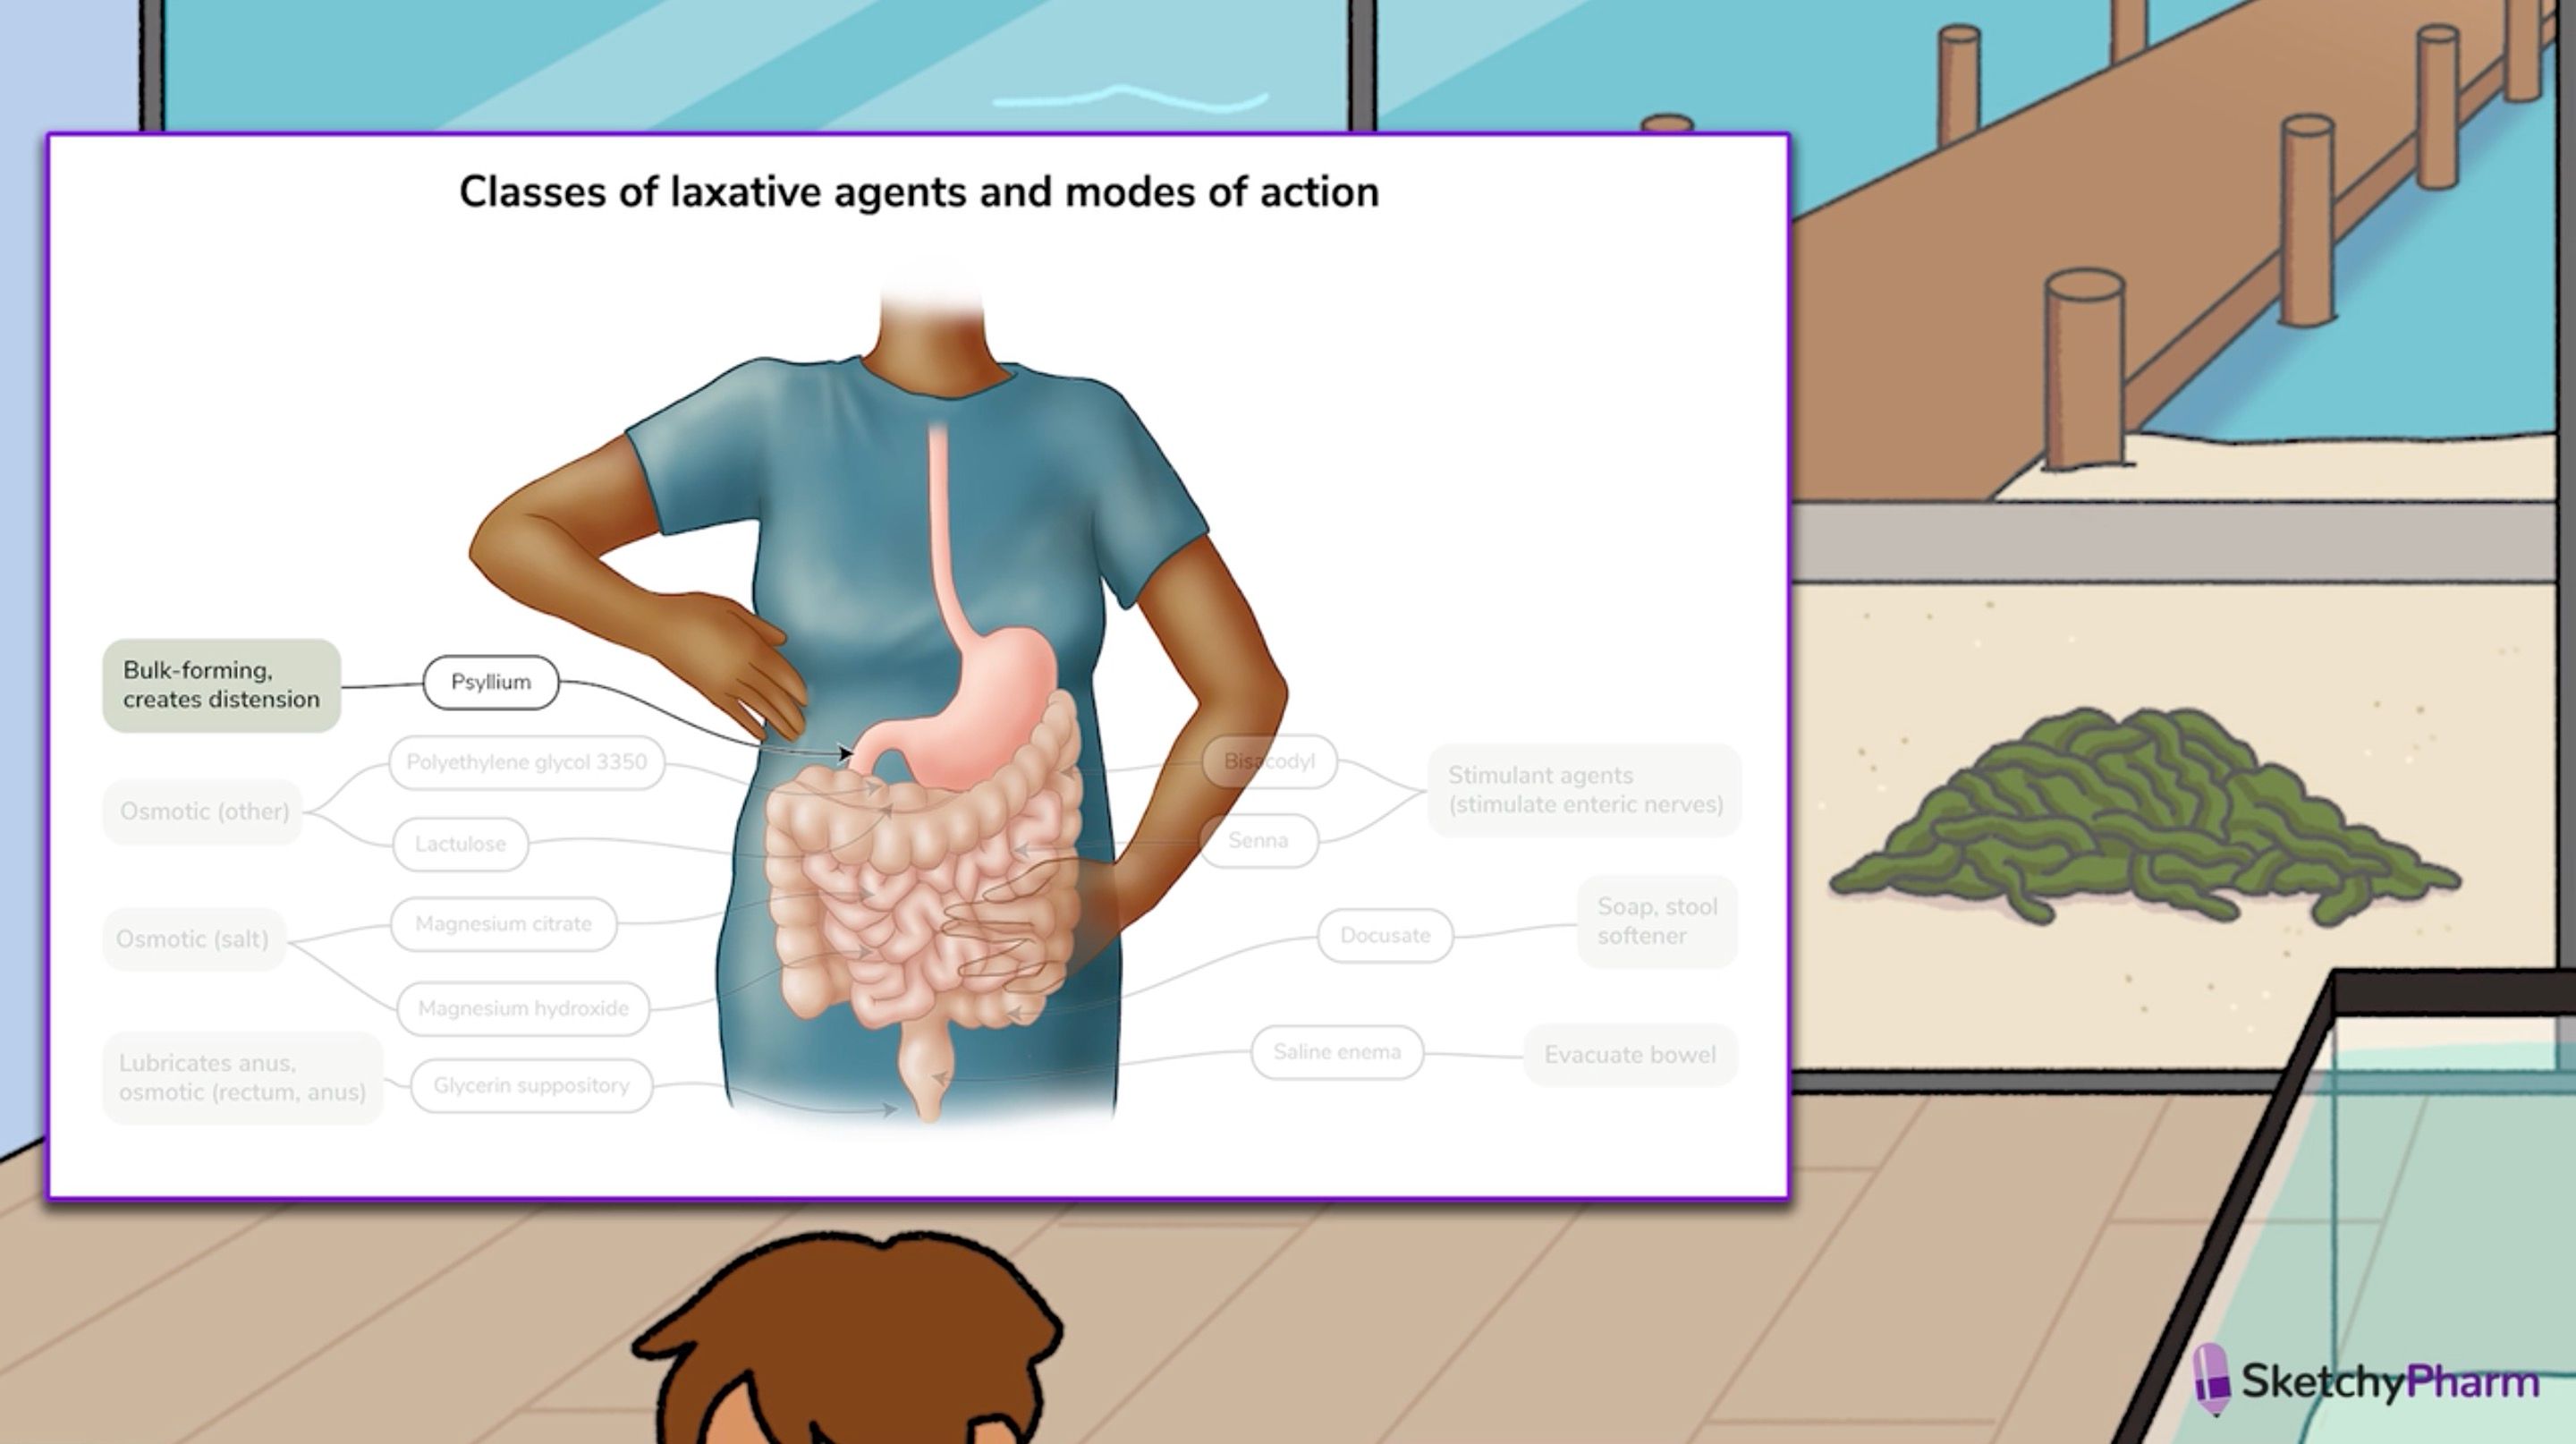 Classes of laxative agents and modes of action
Bulk-forming,
creates distension
Psyllium
Polyethylene glycol 3350
Osmotic (other)
Lactulose
Magnesium citrate
Osmotic (salt)
Magnesium hydroxide
Lubricates anus,
osmotic (rectum, anus)
Glycerin suppository
Bisacodyl
Stimulant agents
(stimulate enteric nerves)
Senna
Docusate
Soap, stool
softener
Saline enema
Evacuate bowel
SketchyPharm